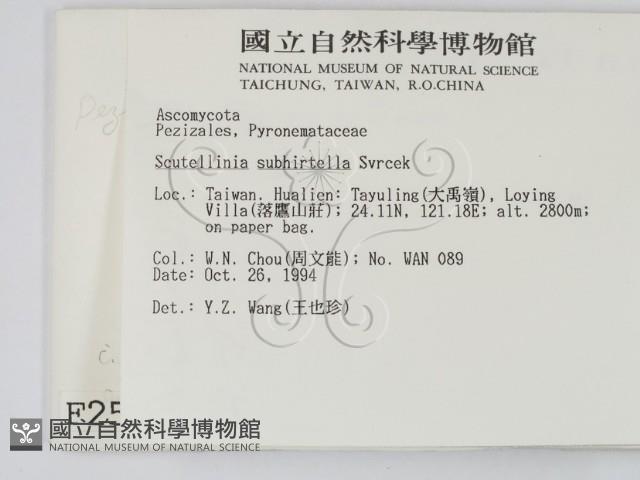 國立自然科學博物館
NATIONAL MUSEUM OF NATURAL SCIENCE
TAICHUNG, TAIWAN, R.O.CHINA
Ascomycota
Pezizales, Pyronemataceae
Scutellinia subhirtella Svrcek
Loc.: Taiwan. Hualien: Tayuling(大禹嶺), Loying
Villa(落鷹山莊); 24.11N, 121.18E; alt. 2800m;
on paper bag.
Col.: W.N. Chou(周文能); No. WAN 089
Date: Oct. 26, 1994
Det.: Y.Z. Wang(王也珍)
國立自然科學博物館
NATIONAL MUSEUM OF NATURAL SCIENCE